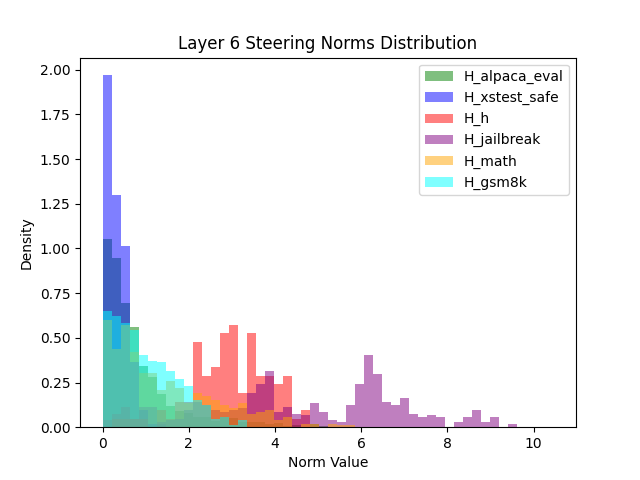 Layer 6 Steering Norms Distribution
H_alpaca_eval
H_xstest_safe
H_h
H_jailbreak
H_math
H_gsm8k
2.00
1.75
1.50
1.25
1.00
0.75
0.50
0.25
0.00
Density
0 2 4 6 8 10
Norm Value